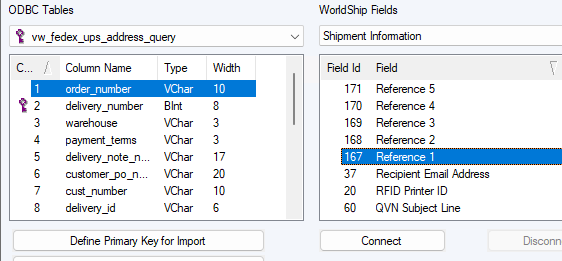 ODBC Tables
WorldShip Fields
vw_fedex_ups_address_query
Shipment Information
C... Column Name Type Width
Field Id Field
1 order_number VChar 10
171 Reference 5
2 delivery_number BInt 8
170 Reference 4
3 warehouse VChar 3
169 Reference 3
4 payment_terms VChar 3
168 Reference 2
5 delivery_note_n... VChar 17
167 Reference 1
6 customer_po_n... VChar 20
37 Recipient Email Address
7 cust_number VChar 10
20 RFID Printer ID
8 delivery_id VChar 6
60 QVN Subject Line
Define Primary Key for Import
Connect
Disconn